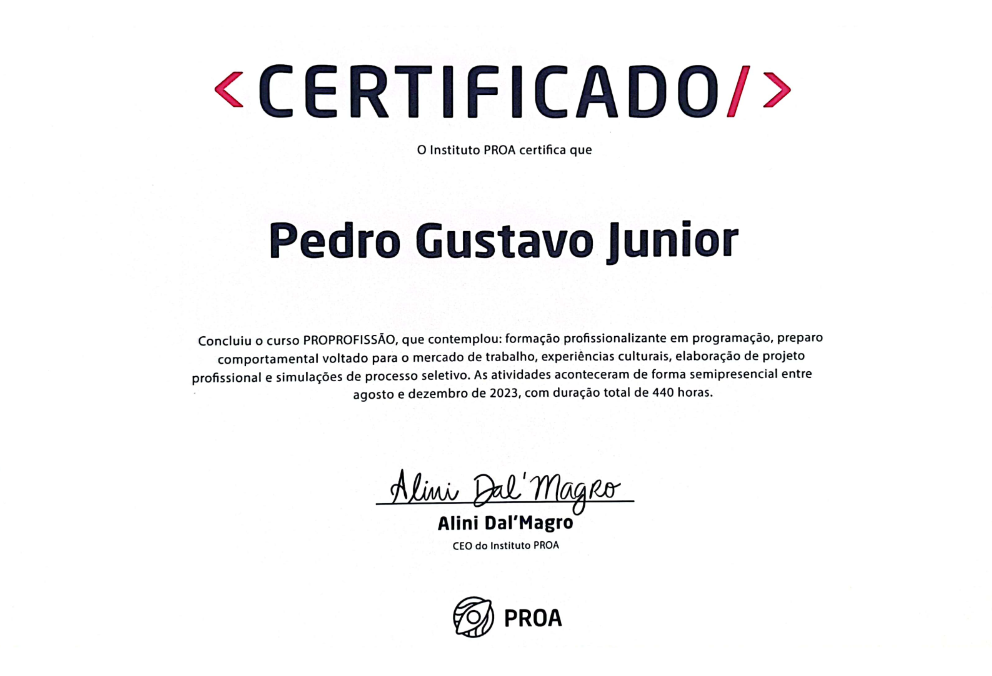 <CERTIFICADO/>
O Instituto PROA certifica que
Pedro Gustavo Junior
Concluiu o curso PROPROFISSÃO, que contemplou: formação profissionalizante em programação, preparo
comportamental voltado para o mercado de trabalho, experiências culturais, elaboração de projeto
profissional e simulações de processo seletivo. As atividades aconteceram de forma semipresencial entre
agosto e dezembro de 2023, com duração total de 440 horas.
Alini Dal'Magro
Alini Dal'Magro
CEO do Instituto PROA
PROA